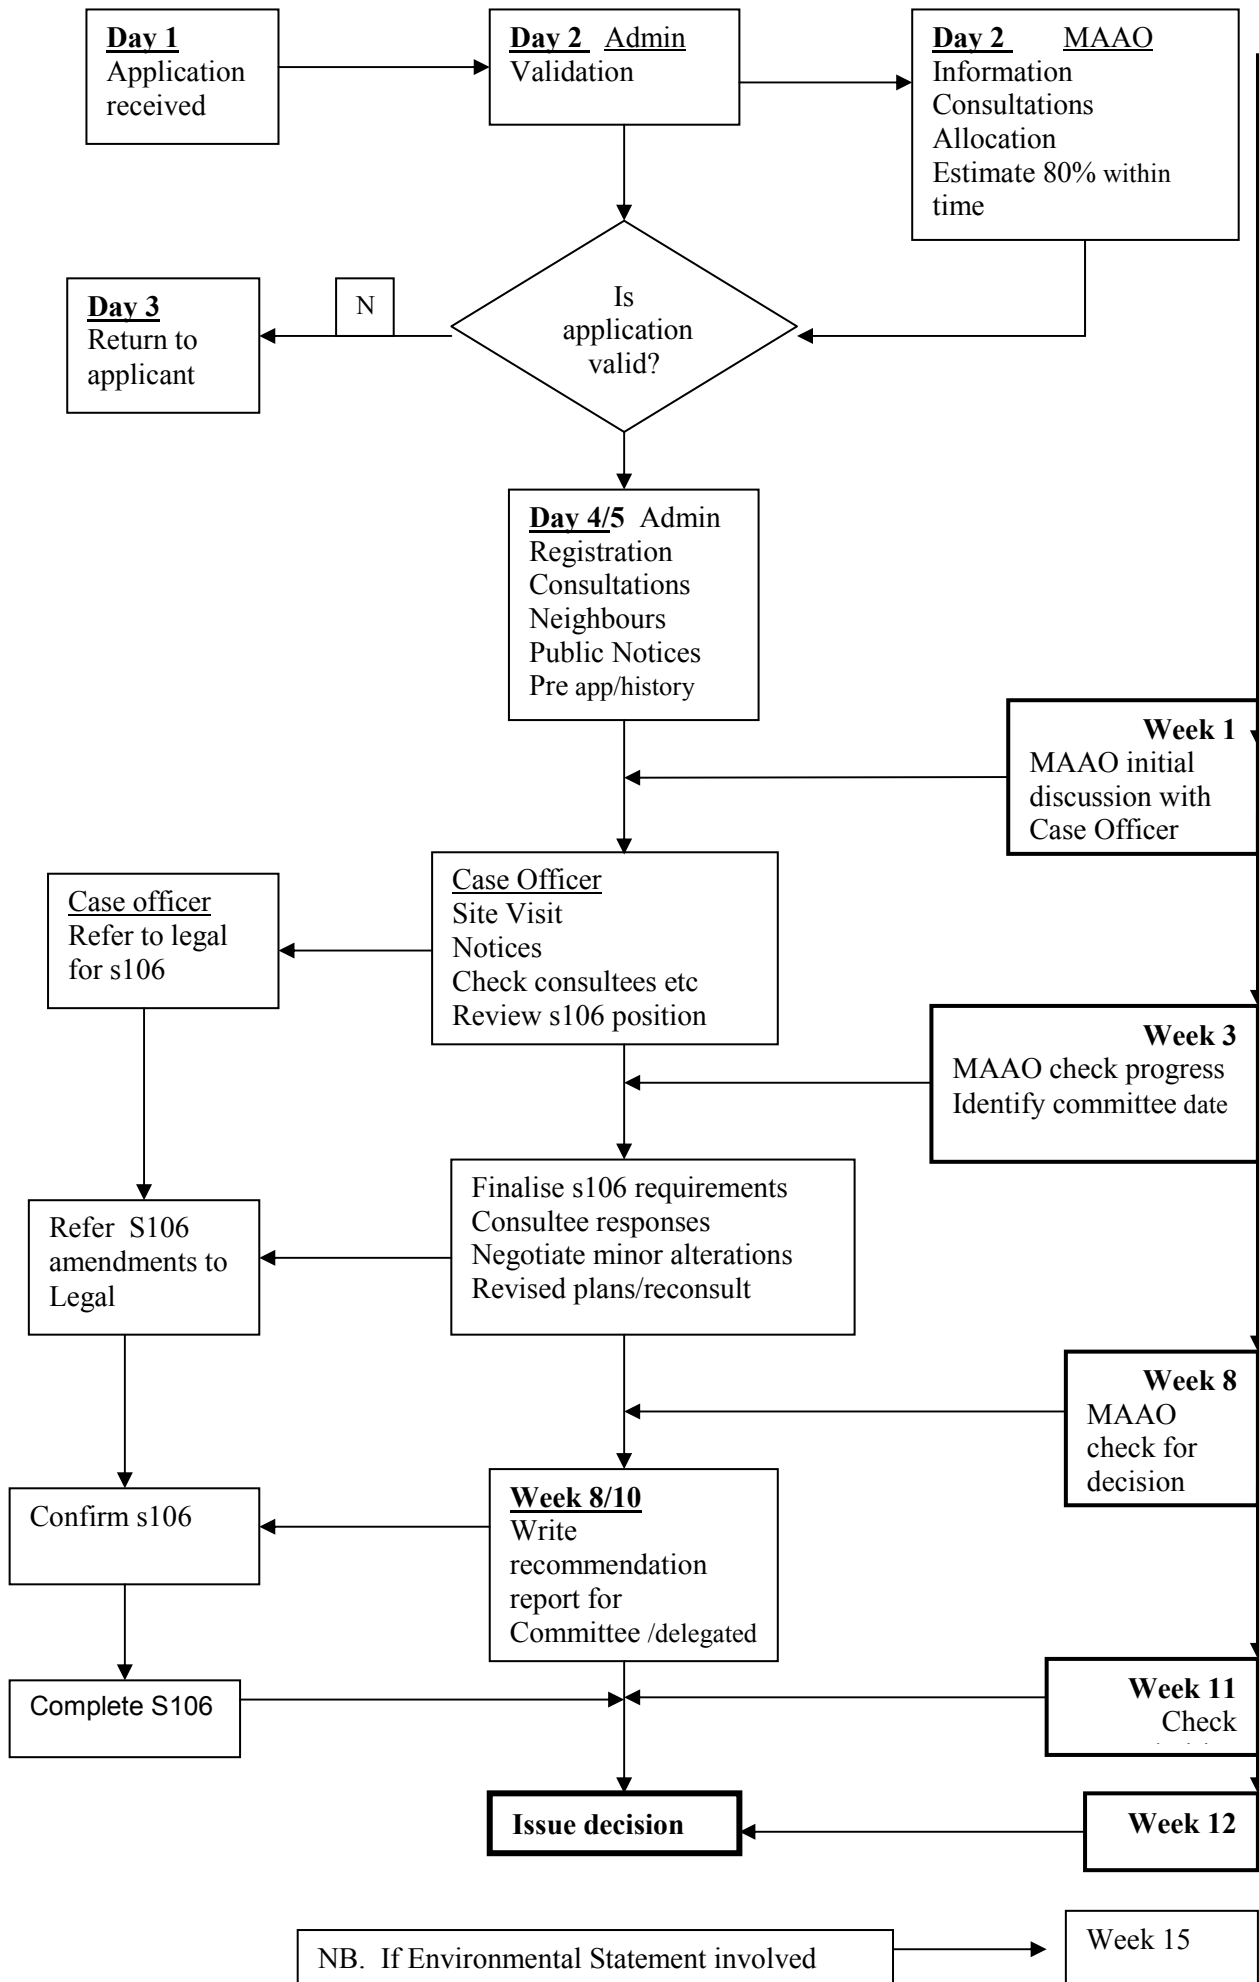 Day 1
Application
received
Day 2 Admin
Validation
Day 2 MAAO
Information
Consultations
Allocation
Estimate 80% within
time
Day 3
Return to
applicant
N
Is
application
valid?
Day 4/5 Admin
Registration
Consultations
Neighbours
Public Notices
Pre app/history
Week 1
MAAO initial
discussion with
Case Officer
Case Officer
Site Visit
Notices
Check consultees etc
Review s106 position
Case officer
Refer to legal
for s106
Week 3
MAAO check progress
Identify committee date
Finalise s106 requirements
Consultee responses
Negotiate minor alterations
Revised plans/reconsult
Refer S106
amendments to
Legal
Week 8
MAAO
check for
decision
Week 8/10
Write
recommendation
report for
Committee /delegated
Confirm s106
Complete S106
Week 11
Check
Issue decision
Week 12
NB. If Environmental Statement involved
Week 15